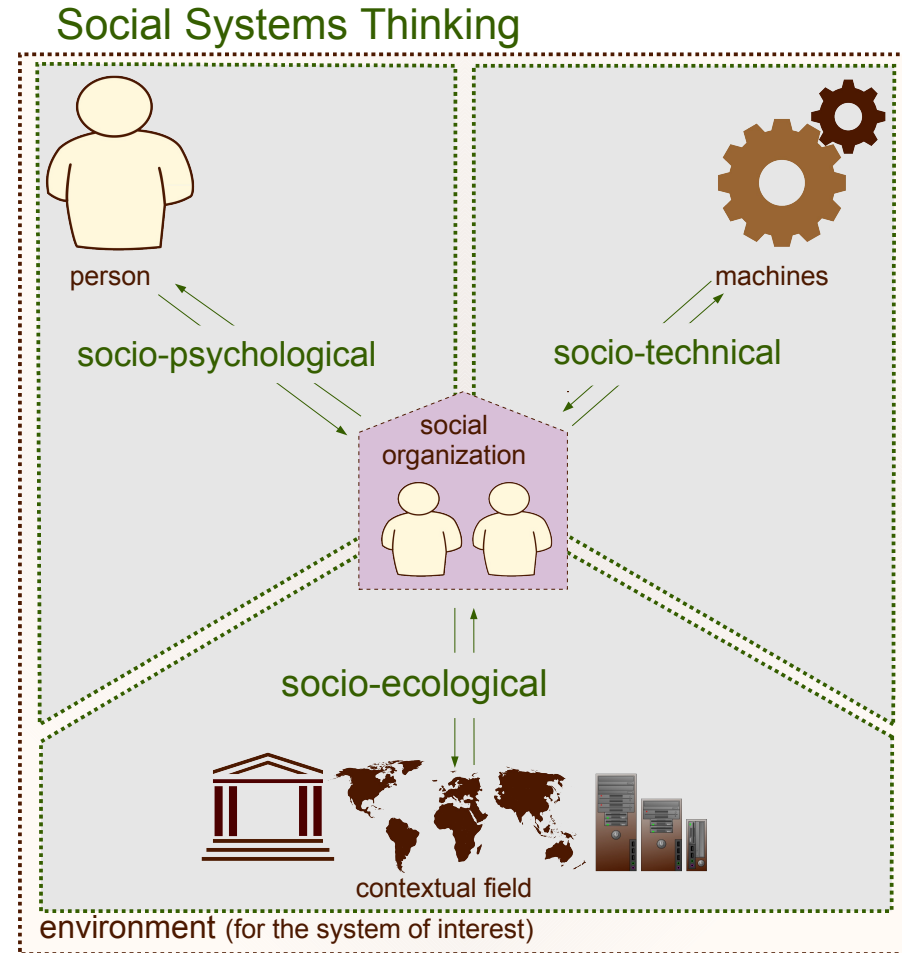 Social Systems Thinking
person
machines
socio-psychological
socio-technical
social
organization
socio-ecological
contextual field
environment (for the system of interest)